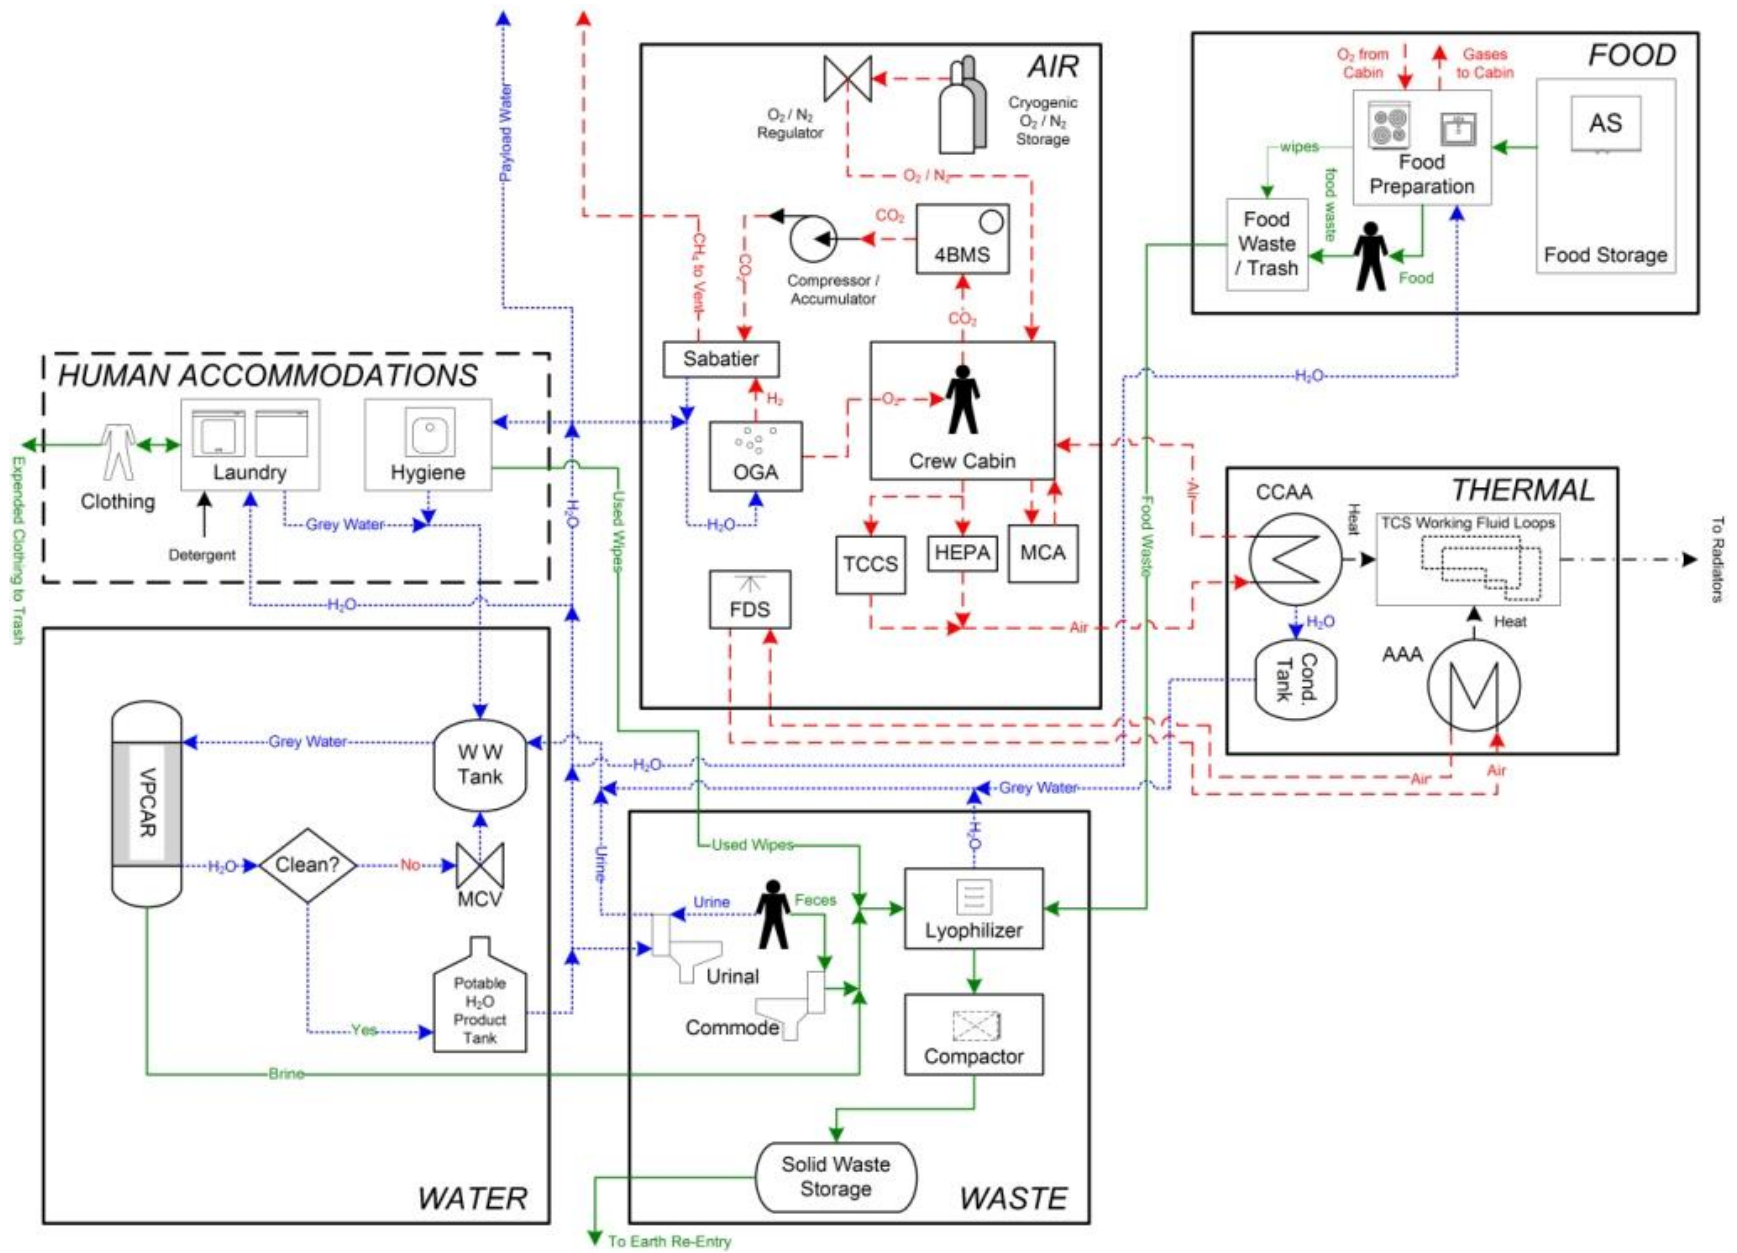 Payload Water
CH₄ to Vent
AIR
O₂ / N₂
Regulator
Cryogenic
O₂ / N₂
Storage
O₂ / N₂
CO₂
CO₂
4BMS
Compressor /
Accumulator
CO₂
Sabatier
H₂
OGA
O₂
H₂O
Crew Cabin
TCCS
HEPA
MCA
FDS
Air
FOOD
O₂ from
Cabin
Gases
to Cabin
AS
Food
Preparation
Food Storage
wipes
food waste
Food
Waste
/ Trash
Food
H₂O
Food Waste
HUMAN ACCOMMODATIONS
Clothing
Laundry
Hygiene
Detergent
Grey Water
Expended Clothing to Trash
H₂O
H₂O
Used Wipes
THERMAL
CCAA
Heat
TCS Working Fluid Loops
To Radiators
Air
H₂O
Cond.
Tank
AAA
Heat
Air
Air
WATER
VPCAR
Grey Water
W W
Tank
H₂O
Clean?
No
MCV
Yes
Potable
H₂O
Product
Tank
Brine
H₂O
Grey Water
WASTE
Used Wipes
Urine
Urine
Feces
Urinal
Commode
H₂O
Lyophilizer
Compactor
Solid Waste
Storage
To Earth Re-Entry